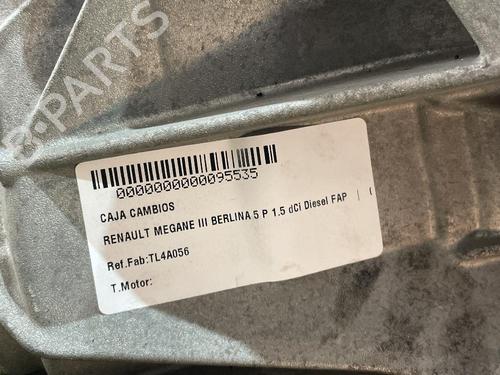 B-PARTS
0000000000095535
CAJA CAMBIOS
RENAULT MEGANE III BERLINA 5 P 1.5 dCi Diesel FAP |
Ref.Fab:TL4A056
T.Motor: